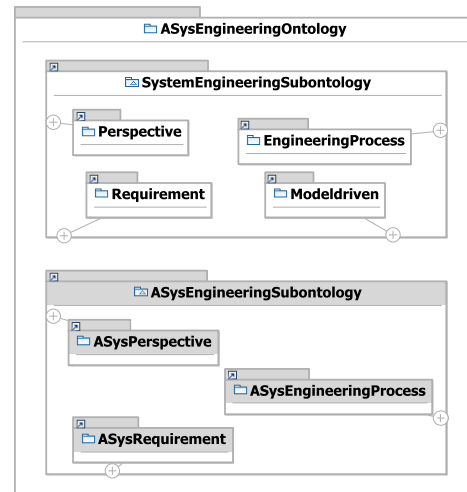 ASysEngineeringOntology
SystemEngineeringSubontology
Perspective
EngineeringProcess
Requirement
Modeldriven
ASysEngineeringSubontology
ASysPerspective
ASysEngineeringProcess
ASysRequirement